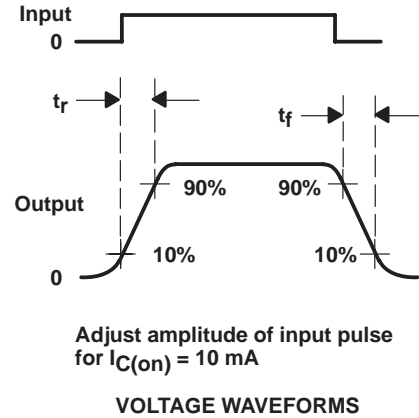 Input
0
tr
tf
90%
90%
Output
10%
10%
0
Adjust amplitude of input pulse
for IC(on) = 10 mA
VOLTAGE WAVEFORMS